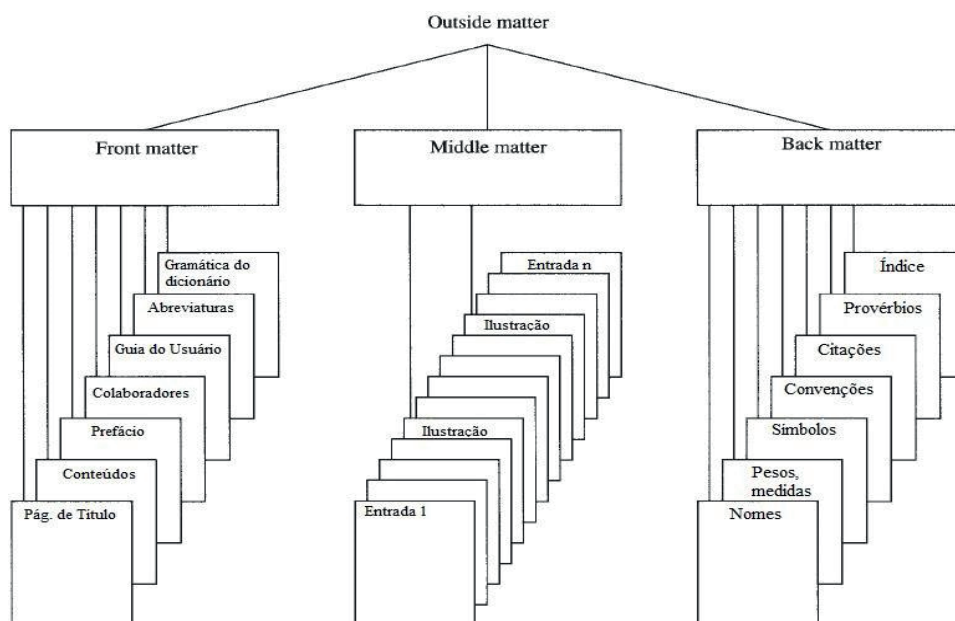 Outside matter
Front matter
Middle matter
Back matter
Gramática do
dicionário
Abreviaturas
Guia do Usuário
Colaboradores
Prefácio
Conteúdos
Pág. de Título
Entrada n
Ilustração
Ilustração
Entrada 1
Índice
Provérbios
Citações
Convenções
Símbolos
Pesos,
medidas
Nomes